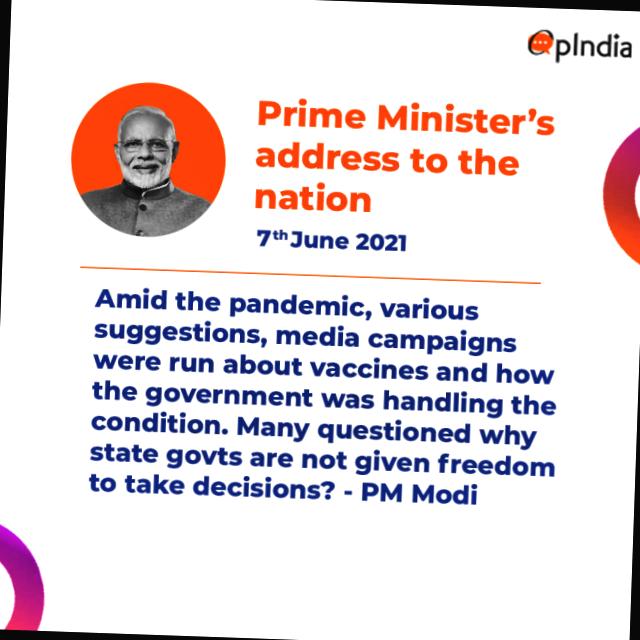 OpIndia
Prime Minister’s
address to the
nation
7th June 2021
Amid the pandemic, various
suggestions, media campaigns
were run about vaccines and how
the government was handling the
condition. Many questioned why
state govts are not given freedom
to take decisions? - PM Modi